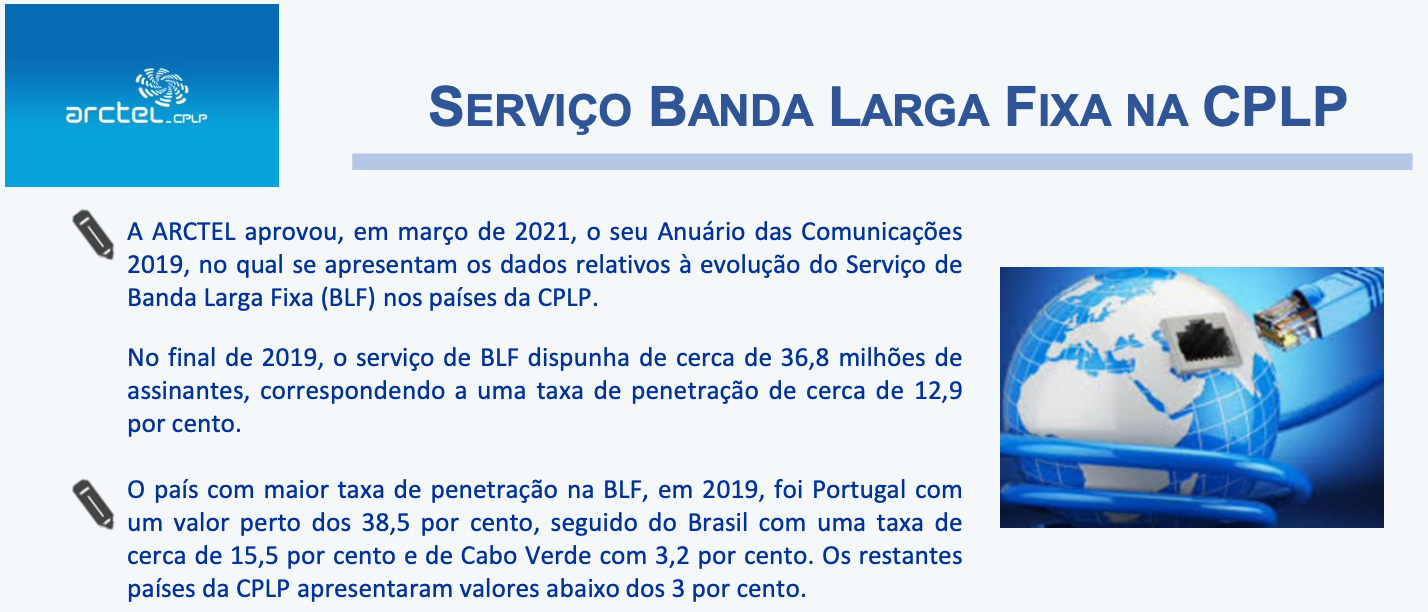 arctel_CPLP
SERVIÇO BANDA LARGA FIXA NA CPLP
A ARCTEL aprovou, em março de 2021, o seu Anuário das Comunicações
2019, no qual se apresentam os dados relativos à evolução do Serviço de
Banda Larga Fixa (BLF) nos países da CPLP.
No final de 2019, o serviço de BLF dispunha de cerca de 36,8 milhões de
assinantes, correspondendo a uma taxa de penetração de cerca de 12,9
por cento.
O país com maior taxa de penetração na BLF, em 2019, foi Portugal com
um valor perto dos 38,5 por cento, seguido do Brasil com uma taxa de
cerca de 15,5 por cento e de Cabo Verde com 3,2 por cento. Os restantes
países da CPLP apresentaram valores abaixo dos 3 por cento.